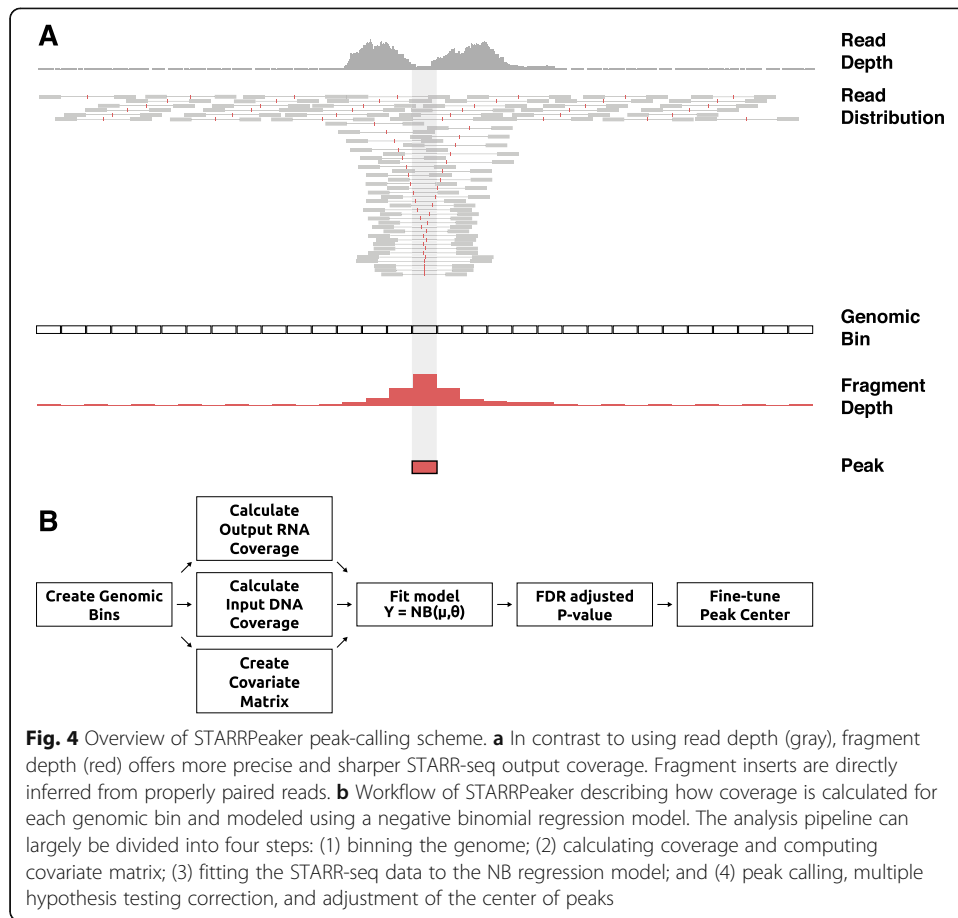 A
Read
Depth
Read
Distribution
Genomic
Bin
Fragment
Depth
Peak
B
Create Genomic
Bins
Calculate
Output RNA
Coverage
Calculate
Input DNA
Coverage
Create
Covariate
Matrix
Fit model
Y = NB(μ,θ)
FDR adjusted
P-value
Fine-tune
Peak Center
Fig. 4 Overview of STARRPeaker peak-calling scheme. a In contrast to using read depth (gray), fragment
depth (red) offers more precise and sharper STARR-seq output coverage. Fragment inserts are directly
inferred from properly paired reads. b Workflow of STARRPeaker describing how coverage is calculated for
each genomic bin and modeled using a negative binomial regression model. The analysis pipeline can
largely be divided into four steps: (1) binning the genome; (2) calculating coverage and computing
covariate matrix; (3) fitting the STARR-seq data to the NB regression model; and (4) peak calling, multiple
hypothesis testing correction, and adjustment of the center of peaks